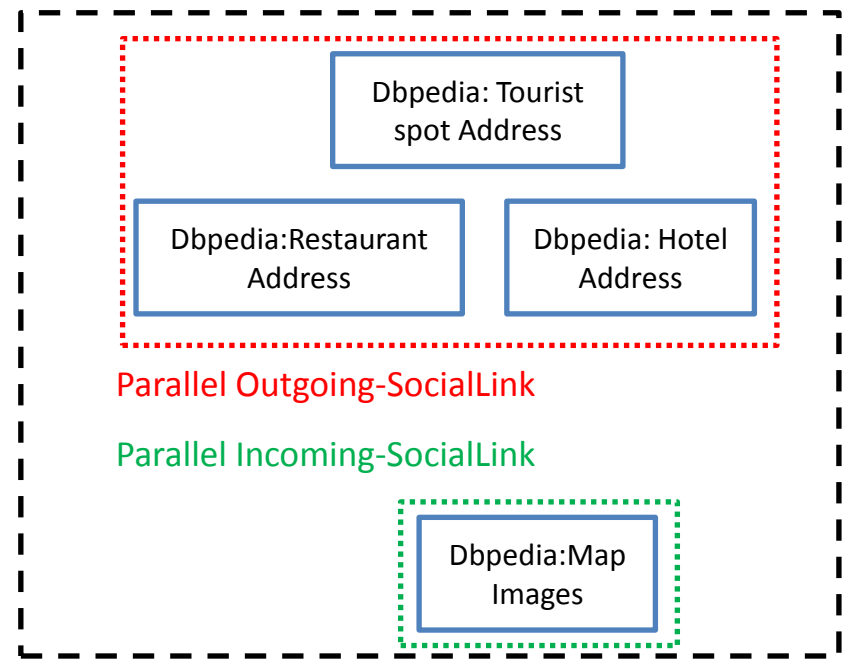 Dbpedia: Tourist
spot Address
Dbpedia:Restaurant
Address
Dbpedia: Hotel
Address
Parallel Outgoing-SocialLink
Parallel Incoming-SocialLink
Dbpedia:Map
Images